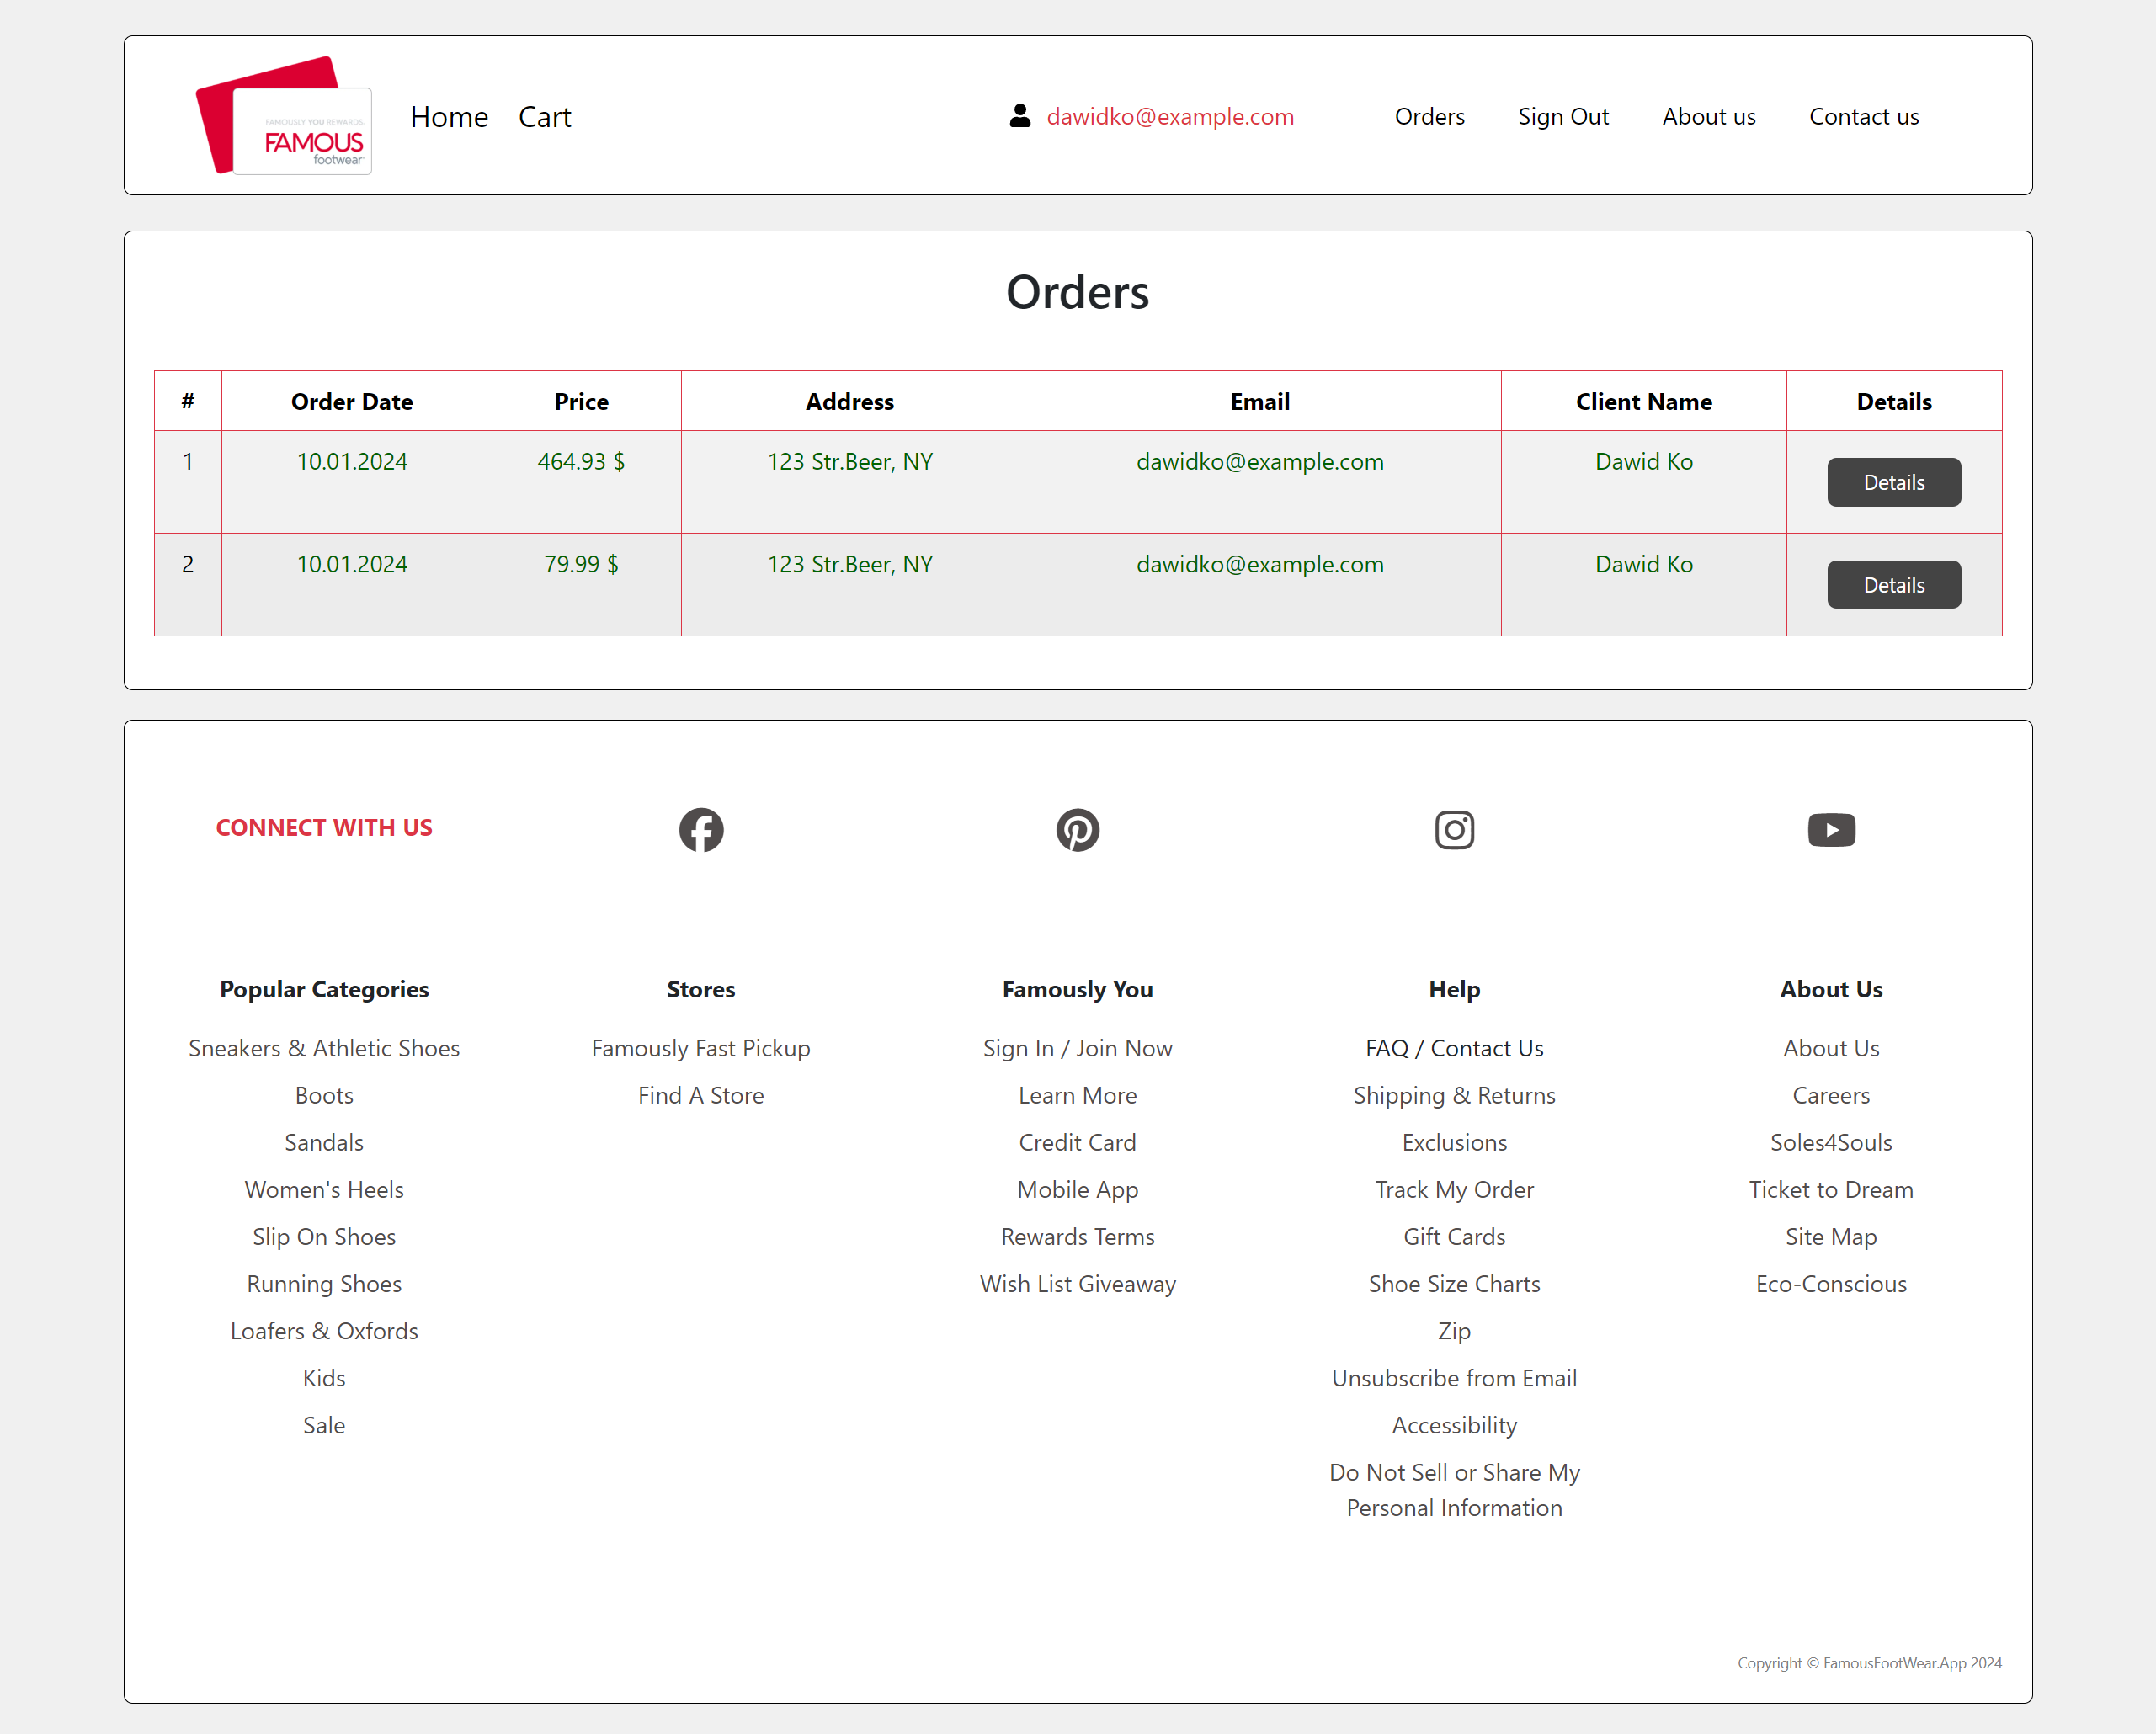 FAMOUSLY YOU REWARDS.
FAMOUS
footwear
Home Cart dawidko@example.com Orders Sign Out About us Contact us
Orders
# Order Date Price Address Email Client Name Details
1 10.01.2024 464.93 $ 123 Str.Beer, NY dawidko@example.com Dawid Ko Details
2 10.01.2024 79.99 $ 123 Str.Beer, NY dawidko@example.com Dawid Ko Details
CONNECT WITH US
Popular Categories
Sneakers & Athletic Shoes
Boots
Sandals
Women's Heels
Slip On Shoes
Running Shoes
Loafers & Oxfords
Kids
Sale
Stores
Famously Fast Pickup
Find A Store
Famously You
Sign In / Join Now
Learn More
Credit Card
Mobile App
Rewards Terms
Wish List Giveaway
Help
FAQ / Contact Us
Shipping & Returns
Exclusions
Track My Order
Gift Cards
Shoe Size Charts
Zip
Unsubscribe from Email
Accessibility
Do Not Sell or Share My
Personal Information
About Us
About Us
Careers
Soles4Souls
Ticket to Dream
Site Map
Eco-Conscious
Copyright © FamousFootWear.App 2024